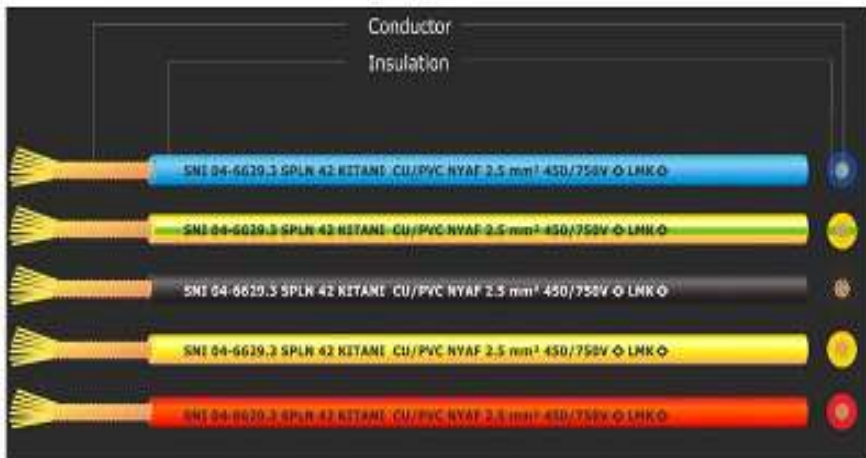 Conductor
Insulation
SNI 04-6629.3 SPLN 42 KITANI CU/PVC NYAF 2.5 mm² 450/750V ◇ LMK ◇
SNI 04-6629.3 SPLN 42 KITANI CU/PVC NYAF 2.5 mm² 450/750V ◇ LMK ◇
SNI 04-6629.3 SPLN 42 KITANI CU/PVC NYAF 2.5 mm² 450/750V ◇ LMK ◇
SNI 04-6629.3 SPLN 42 KITANI CU/PVC NYAF 2.5 mm² 450/750V ◇ LMK ◇
SNI 04-6629.3 SPLN 42 KITANI CU/PVC NYAF 2.5 mm² 450/750V ◇ LMK ◇